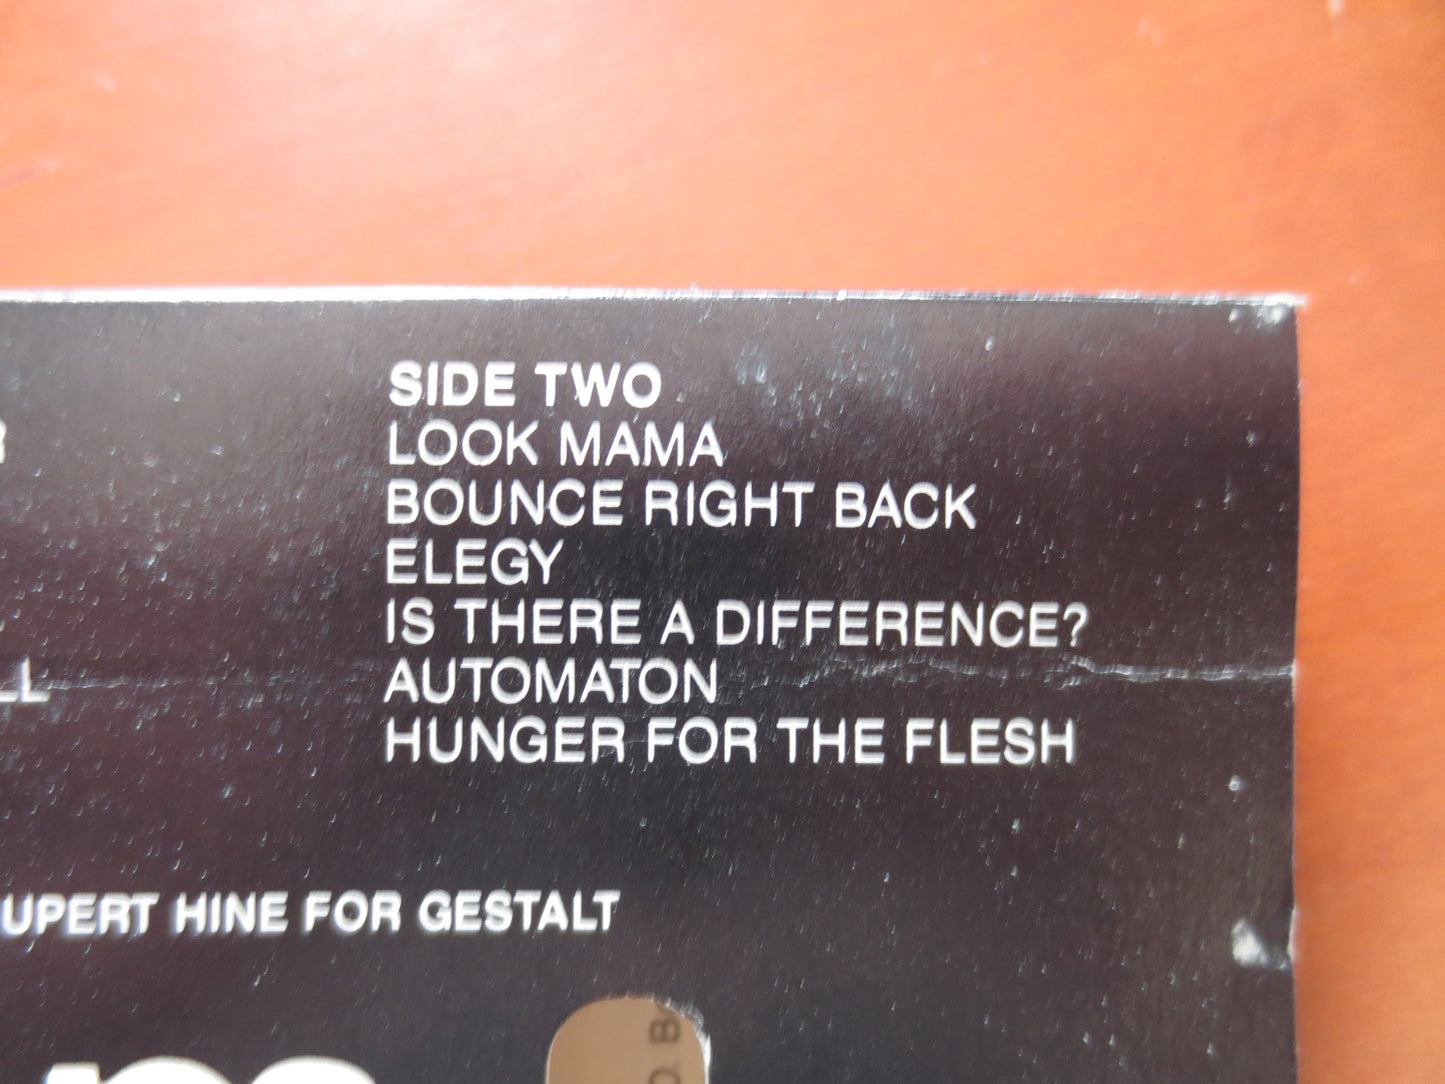 SIDE TWO
LOOK MAMA
BOUNCE RIGHT BACK
ELEGY
IS THERE A DIFFERENCE?
AUTOMATON
HUNGER FOR THE FLESH
LL
UPERT HINE FOR GESTALT